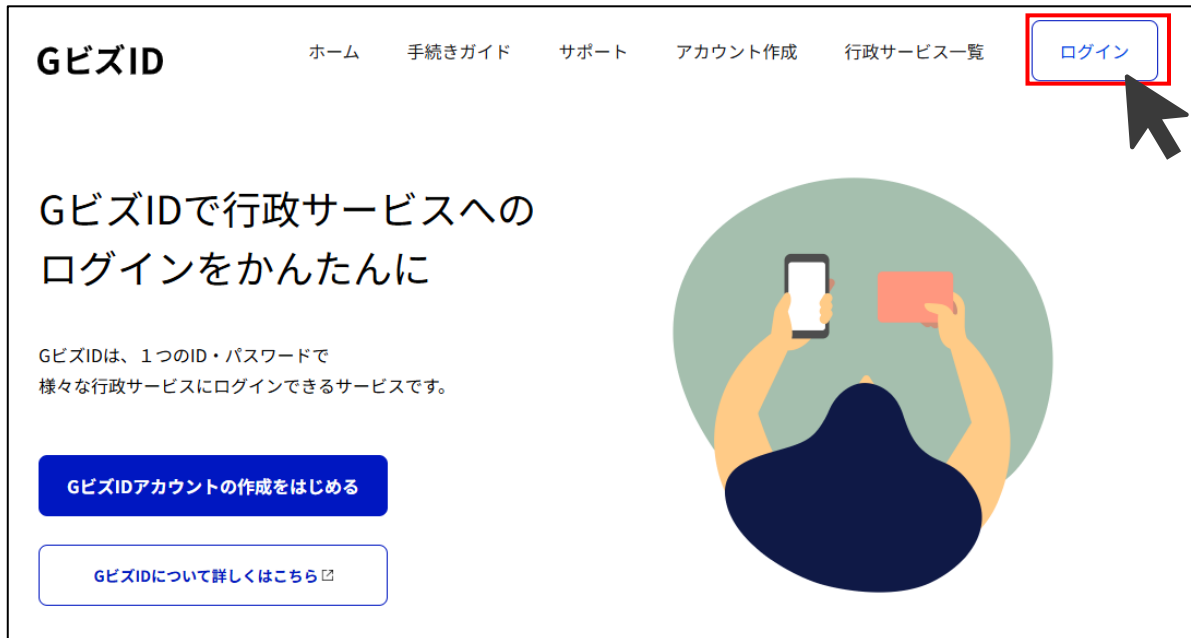 GビズID
ホーム
手続きガイド
サポート
アカウント作成
行政サービス一覧
ログイン
GビズIDで行政サービスへの
ログインをかんたんに
GビズIDは、１つのID・パスワードで
様々な行政サービスにログインできるサービスです。
GビズIDアカウントの作成をはじめる
GビズIDについて詳しくはこちら